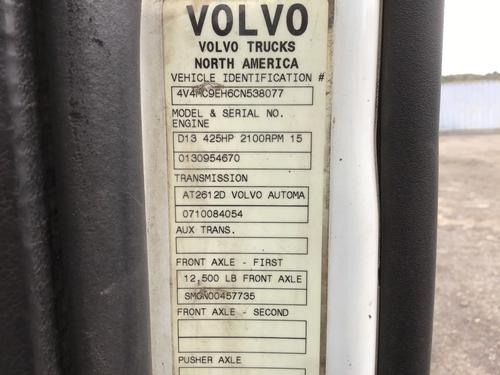 VOLVO
VOLVO TRUCKS
NORTH AMERICA
VEHICLE IDENTIFICATION #
4V4MC9EH6CN538077
MODEL & SERIAL NO.
ENGINE
D13 425HP 2100RPM 15
0130954670
TRANSMISSION
AT2612D VOLVO AUTOMA
0710084054
AUX TRANS.
FRONT AXLE - FIRST
12,500 LB FRONT AXLE
SMGN00457735
FRONT AXLE - SECOND
PUSHER AXLE